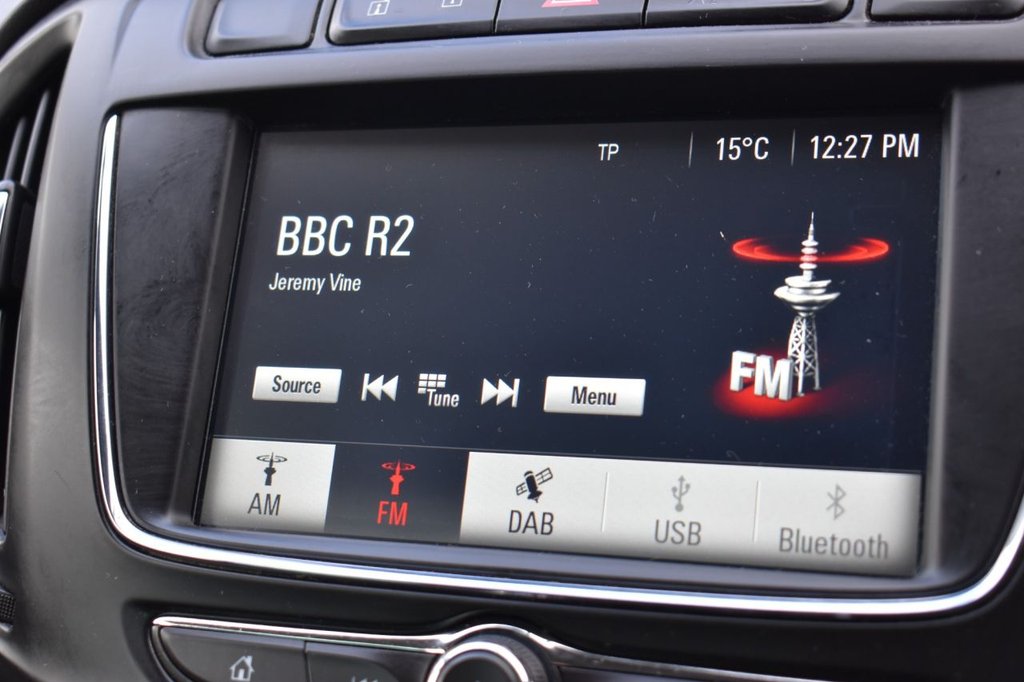 TP 15°C 12:27 PM
BBC R2
Jeremy Vine
Source Tune Menu
FM
AM FM DAB USB Bluetooth